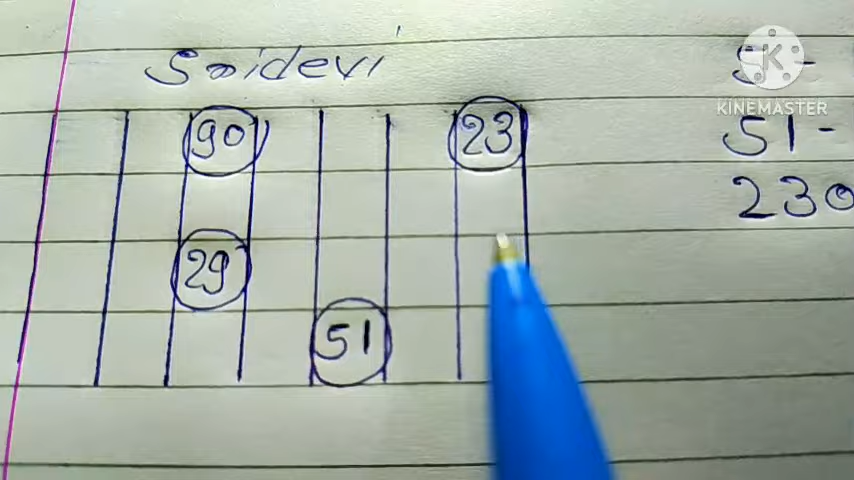 Sridevi
S -
KINEMASTER
90 23
51 -
230
29
51